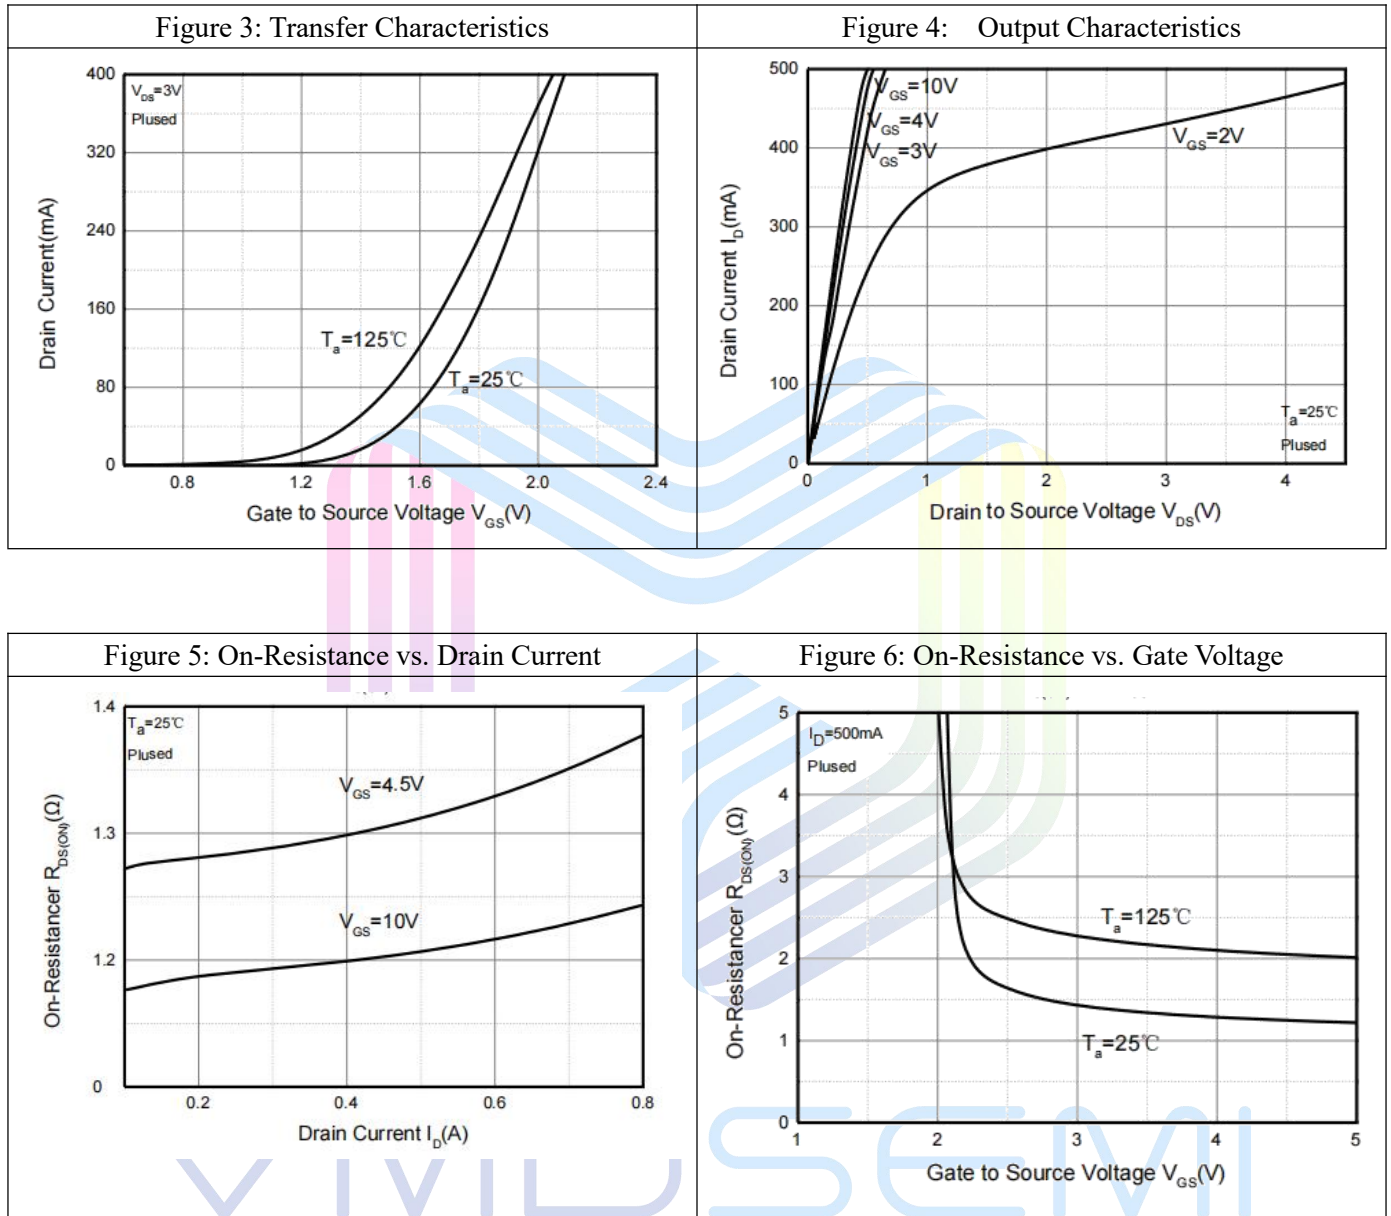 Figure 3: Transfer Characteristics
Figure 4: Output Characteristics
400
320
240
160
80
0
0.8 1.2 1.6 2.0 2.4
Drain Current(mA)
Gate to Source Voltage VGS(V)
VDS=3V
Plused
Ta=125℃
Ta=25℃
500
400
300
200
100
0
0 1 2 3 4
Drain Current ID(mA)
Drain to Source Voltage VDS(V)
VGS=10V
VGS=4V
VGS=3V
VGS=2V
Ta=25℃
Plused
Figure 5: On-Resistance vs. Drain Current
Figure 6: On-Resistance vs. Gate Voltage
1.4
1.3
1.2
0
0.2 0.4 0.6 0.8
On-Resistancer RDS(ON)(Ω)
Drain Current ID(A)
Ta=25℃
Plused
VGS=4.5V
VGS=10V
5
4
3
2
1
0
1 2 3 4 5
On-Resistancer RDS(ON)(Ω)
Gate to Source Voltage VGS(V)
ID=500mA
Plused
Ta=125℃
Ta=25℃